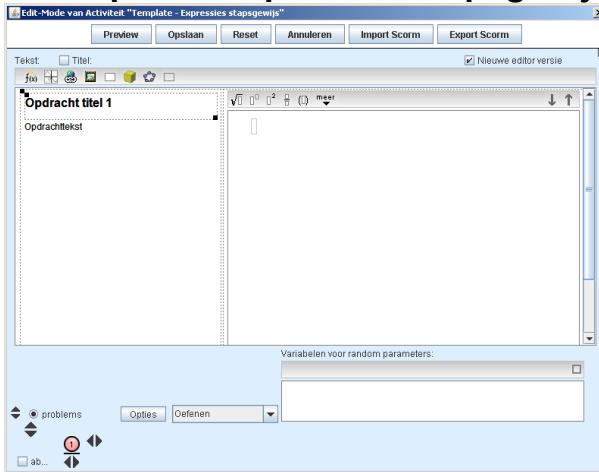 Edit-Mode van Activiteit "Template - Expressies stapsgewijs"
Preview Opslaan Reset Annuleren Import Scorm Export Scorm
Tekst: Titel: Nieuwe editor versie
f(x)
Opdracht titel 1
meer
Opdrachttekst
Variabelen voor random parameters:
problems Opties Oefenen
1
ab...